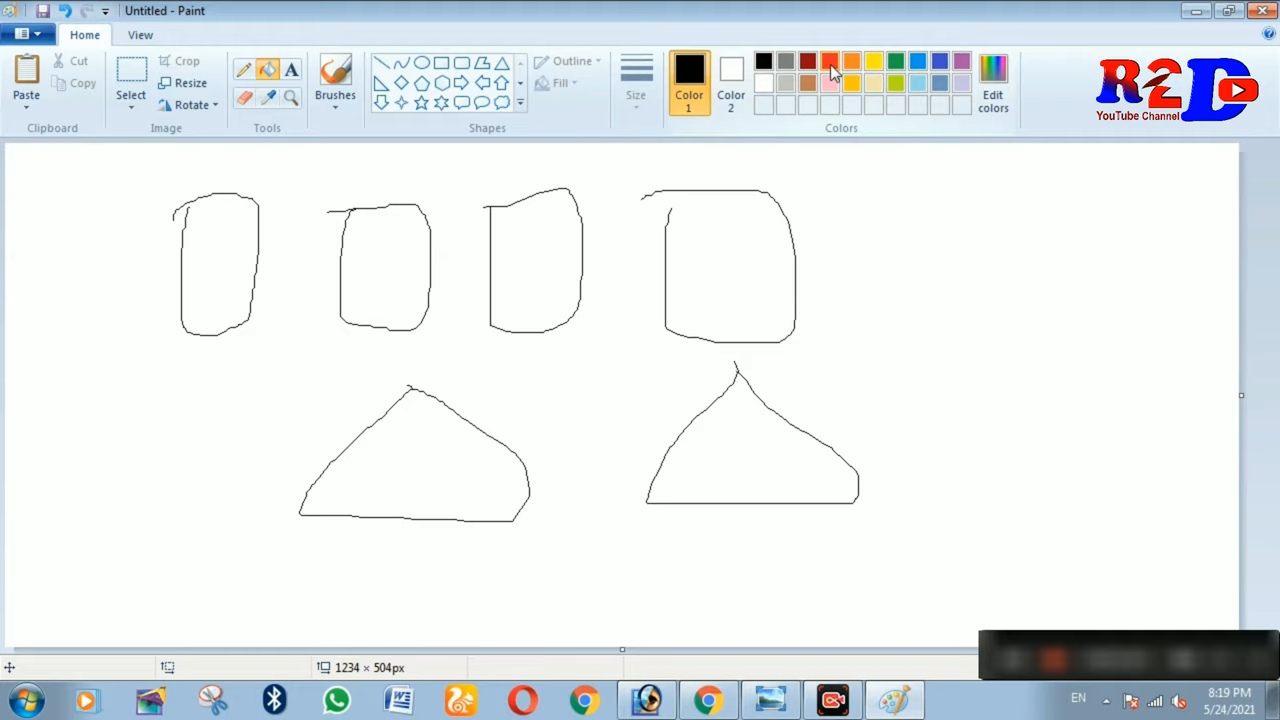 Untitled - Paint
Home View
Paste
Cut
Copy
Clipboard
Select
Crop
Resize
Rotate
Image
A
Tools
Brushes
Outline
Fill
Shapes
Size
Color 1
Color 2
Edit colors
Colors
R2D
YouTube Channel
1234 × 504px
W
EN
8:19 PM
5/24/2021